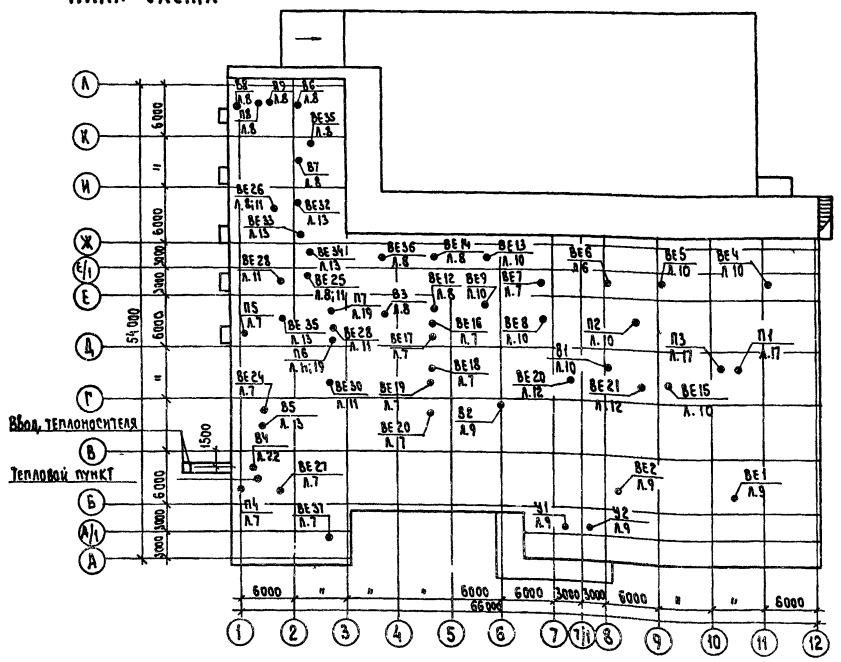 Л
В8
Л.8
П8
Л.8
П9
Л.8
В6
Л.8
ВЕ35
Л.8
6000
К
В7
Л.8
"
И
ВЕ26
Л.8;11
ВЕ32
Л.13
ВЕ33
Л.13
6000
Ж
ВЕ34
Л.13
ВЕ36
Л.8
ВЕ14
Л.8
ВЕ13
Л.10
ВЕ6
Л.6
ВЕ5
Л.10
ВЕ4
Л.10
3000
Е/1
ВЕ28
Л.11
ВЕ25
Л.8;11
ВЕ12
Л.8
ВЕ9
Л.10
ВЕ7
Л.7
3000
Е
П7
Л.19
В3
Л.8
П5
Л.7
ВЕ35
Л.13
ВЕ28
Л.11
ВЕ16
Л.7
ВЕ17
Л.7
ВЕ8
Л.10
П2
Л.10
54000
6000
Д
П6
Л.11;19
В1
Л.10
П3
Л.17
П1
Л.17
ВЕ18
Л.7
"
ВЕ24
Л.7
ВЕ30
Л.11
ВЕ19
Л.7
ВЕ20
Л.12
ВЕ21
Л.12
ВЕ15
Л.10
Г
В5
Л.13
ВЕ20
Л.7
В2
Л.9
Ввод теплоносителя
1500
В
В4
Л.22
Тепловой пункт
6000
ВЕ27
Л.7
ВЕ2
Л.9
ВЕ1
Л.9
Б
П4
Л.7
ВЕ37
Л.7
У1
Л.9
У2
Л.9
3000
А/1
3000
А
6000 " " 6000 6000 3000 3000 6000 " " 6000
66000
1 2 3 4 5 6 7 7/1 8 9 10 11 12